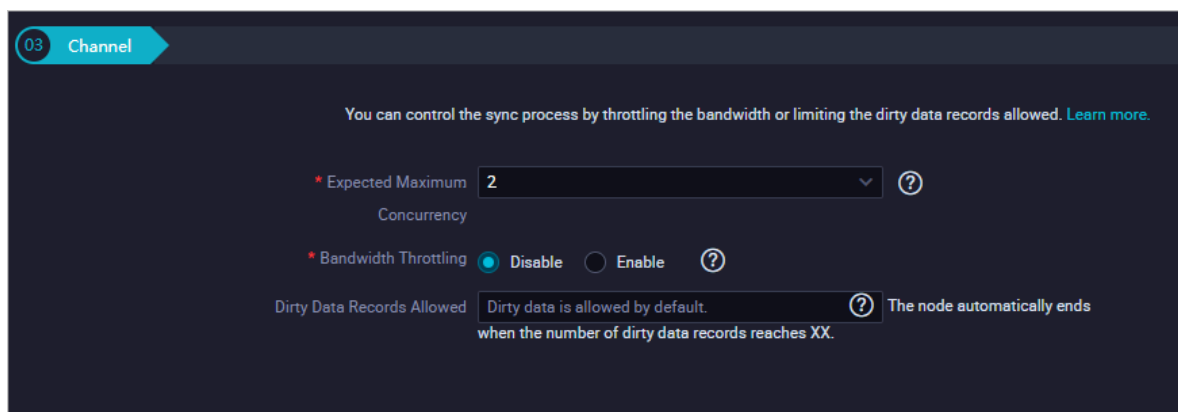 03 Channel
You can control the sync process by throttling the bandwidth or limiting the dirty data records allowed. Learn more.
* Expected Maximum Concurrency 2 ?
* Bandwidth Throttling Disable Enable ?
Dirty Data Records Allowed Dirty data is allowed by default. ? The node automatically ends
when the number of dirty data records reaches XX.